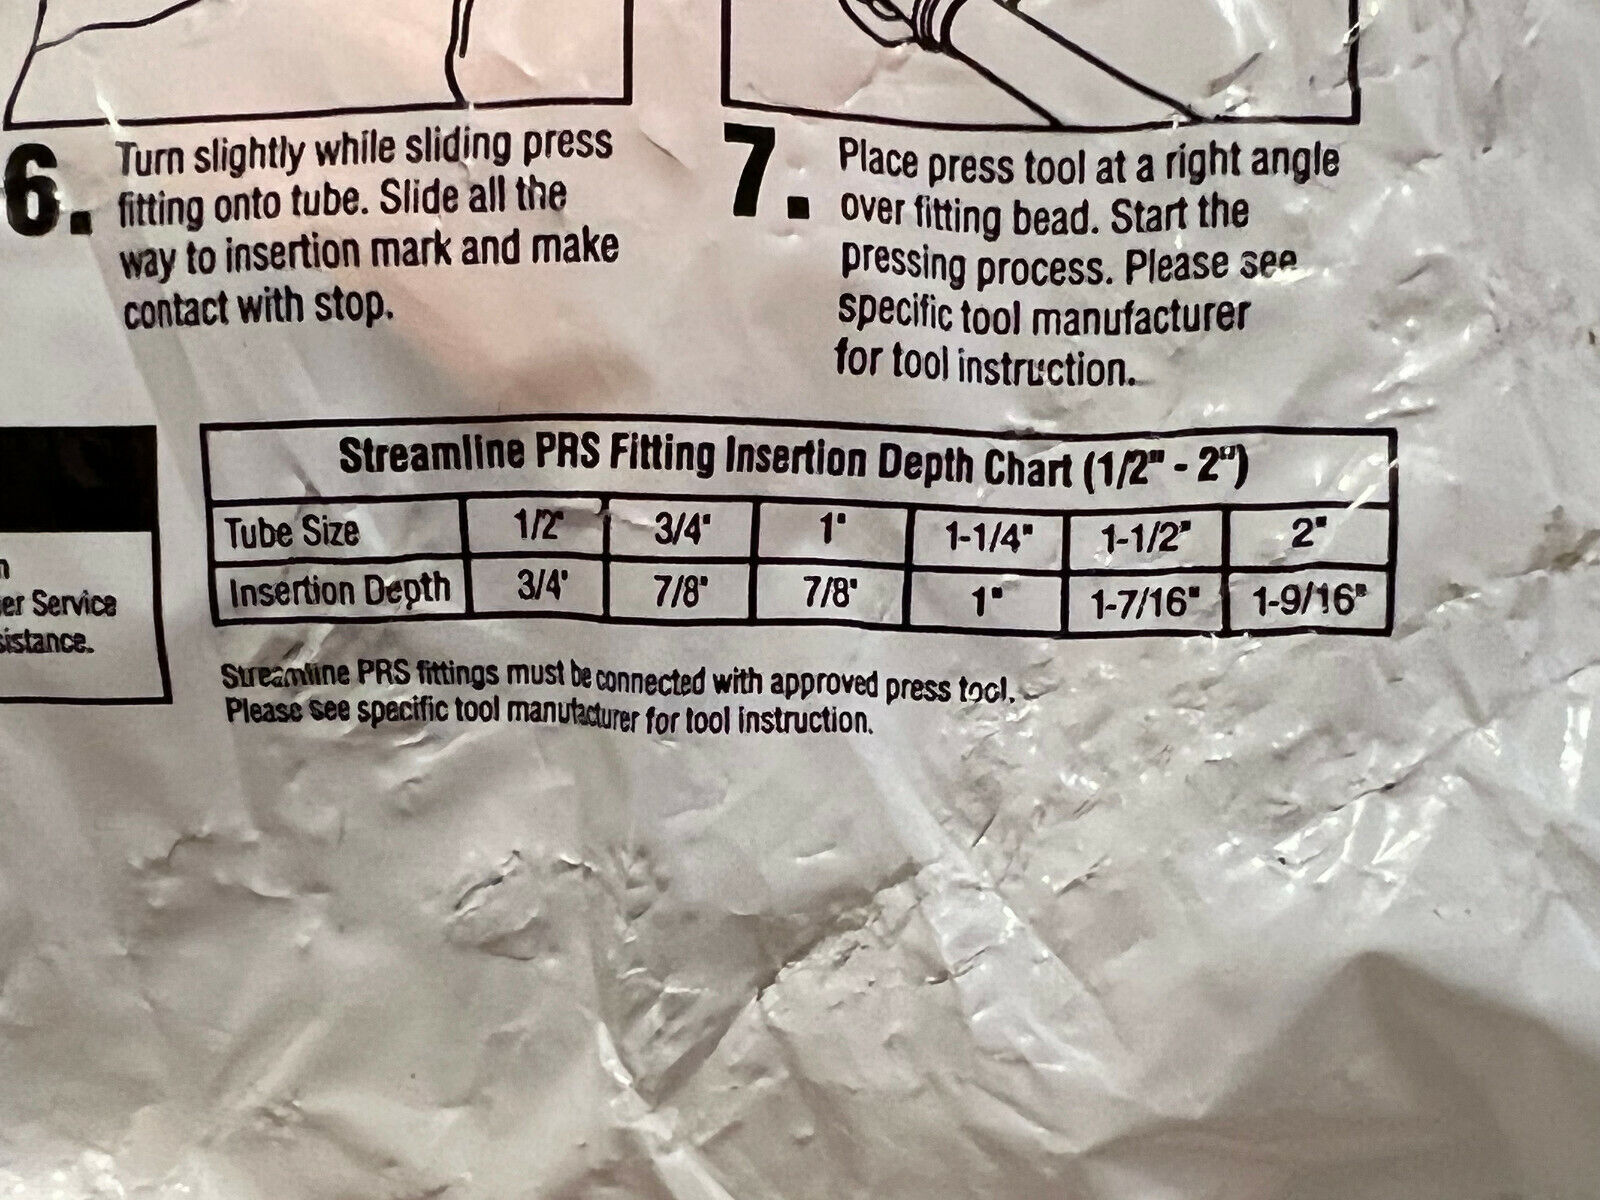 6. Turn slightly while sliding press
fitting onto tube. Slide all the
way to insertion mark and make
contact with stop.
7. Place press tool at a right angle
over fitting bead. Start the
pressing process. Please see
specific tool manufacturer
for tool instruction.
er Service
sistance.
Streamline PRS Fitting Insertion Depth Chart (1/2" - 2")
Tube Size 1/2" 3/4" 1" 1-1/4" 1-1/2" 2"
Insertion Depth 3/4" 7/8" 7/8" 1" 1-7/16" 1-9/16"
Streamline PRS fittings must be connected with approved press tool.
Please see specific tool manufacturer for tool instruction.